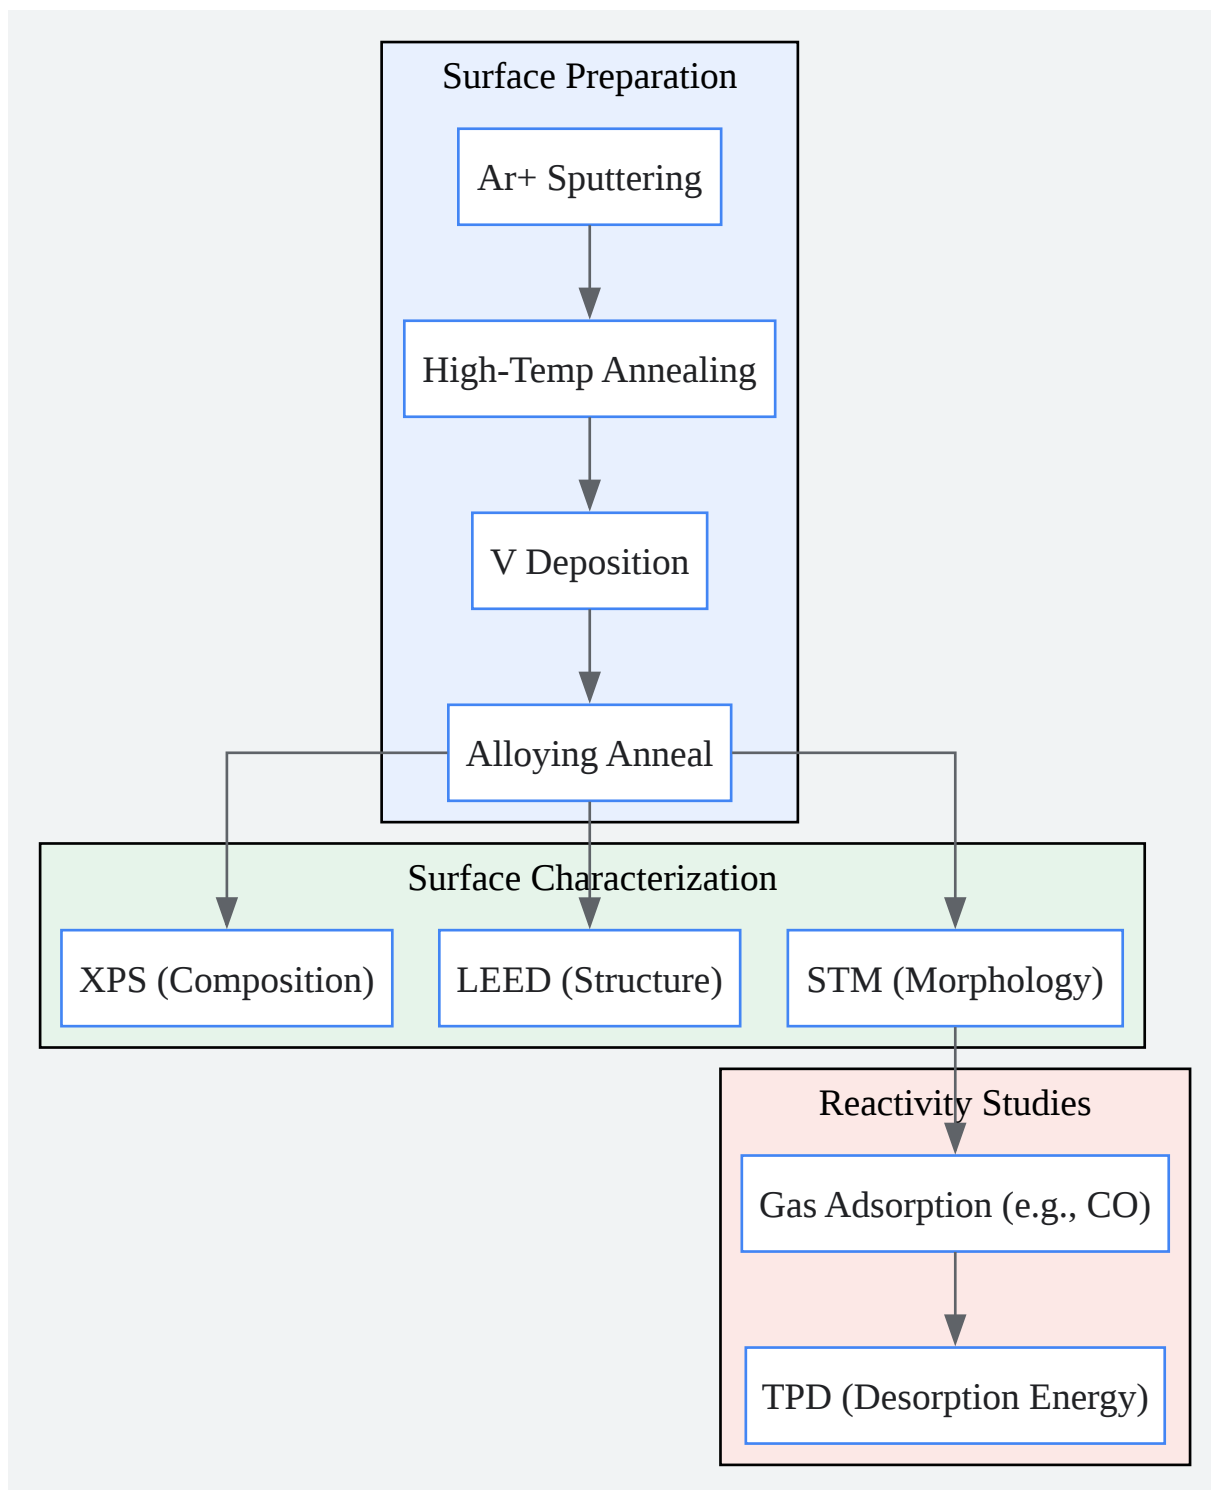 Surface Preparation
Ar+ Sputtering
High-Temp Annealing
V Deposition
Alloying Anneal
Surface Characterization
XPS (Composition)
LEED (Structure)
STM (Morphology)
Reactivity Studies
Gas Adsorption (e.g., CO)
TPD (Desorption Energy)